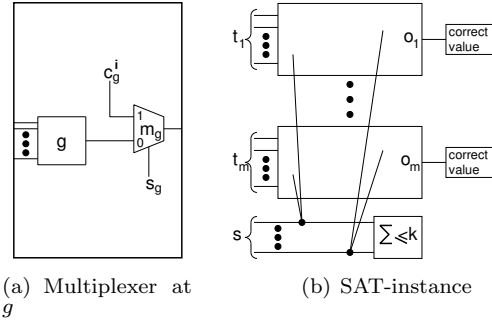 c_g^i
1
m_g
0
g
s_g
t_1
o_1
correct
value
t_m
o_m
correct
value
s
∑ ≤k
(a) Multiplexer at
g
(b) SAT-instance